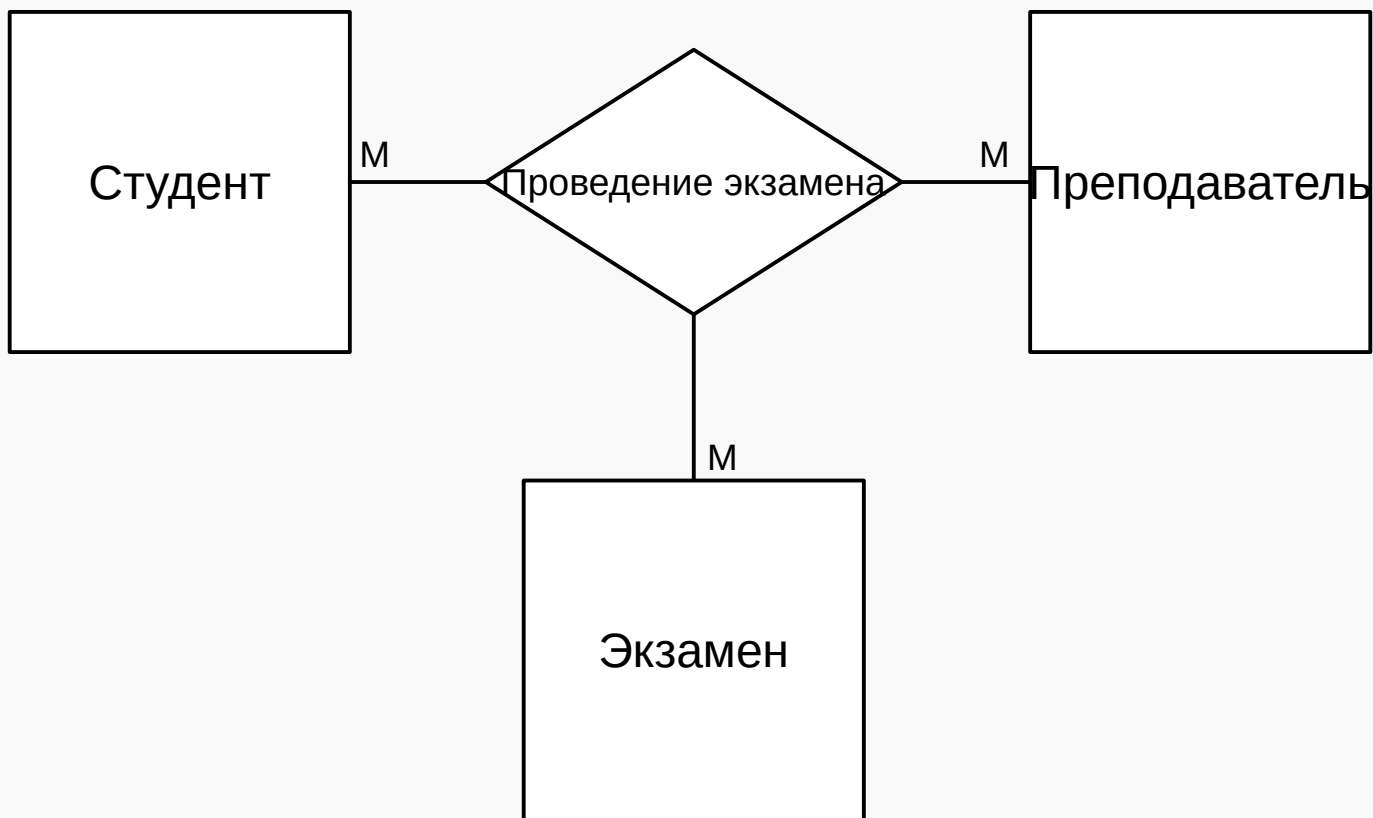 Студент
М
Проведение экзамена
М
Преподаватель
М
Экзамен